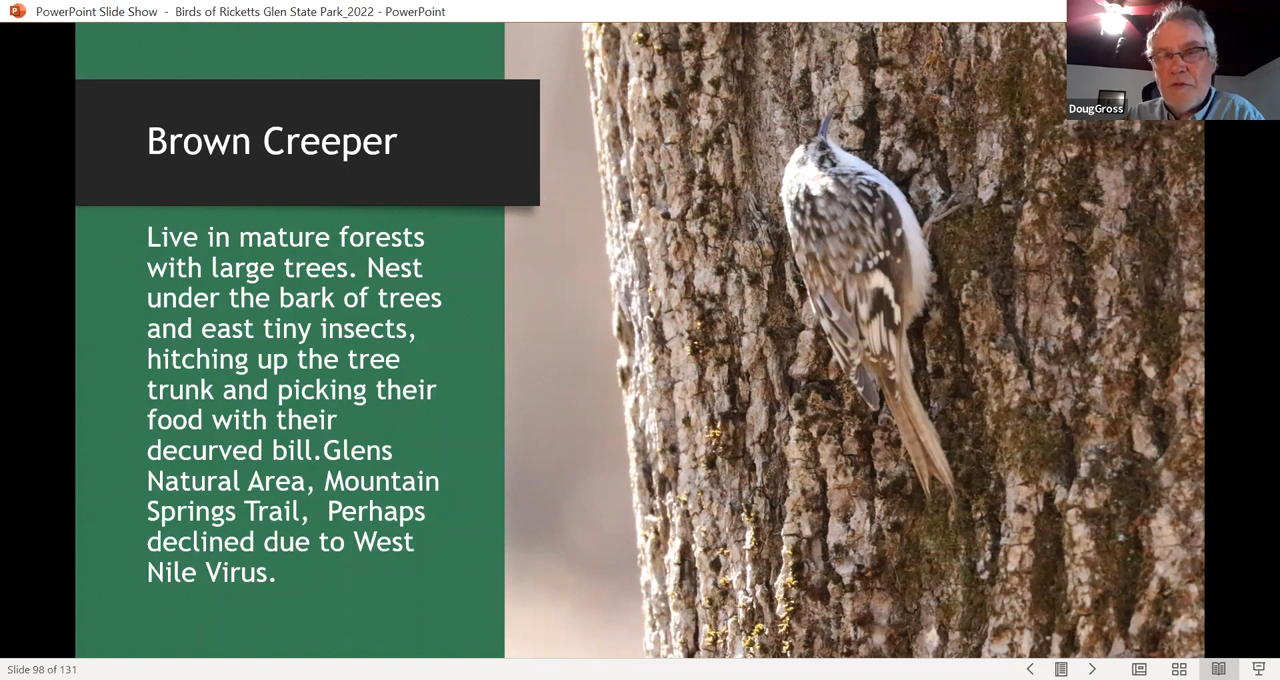 PowerPoint Slide Show - Birds of Ricketts Glen State Park_2022 - PowerPoint
DougGross
Brown Creeper
Live in mature forests
with large trees. Nest
under the bark of trees
and east tiny insects,
hitching up the tree
trunk and picking their
food with their
decurved bill.Glens
Natural Area, Mountain
Springs Trail,  Perhaps
declined due to West
Nile Virus.
Slide 98 of 131